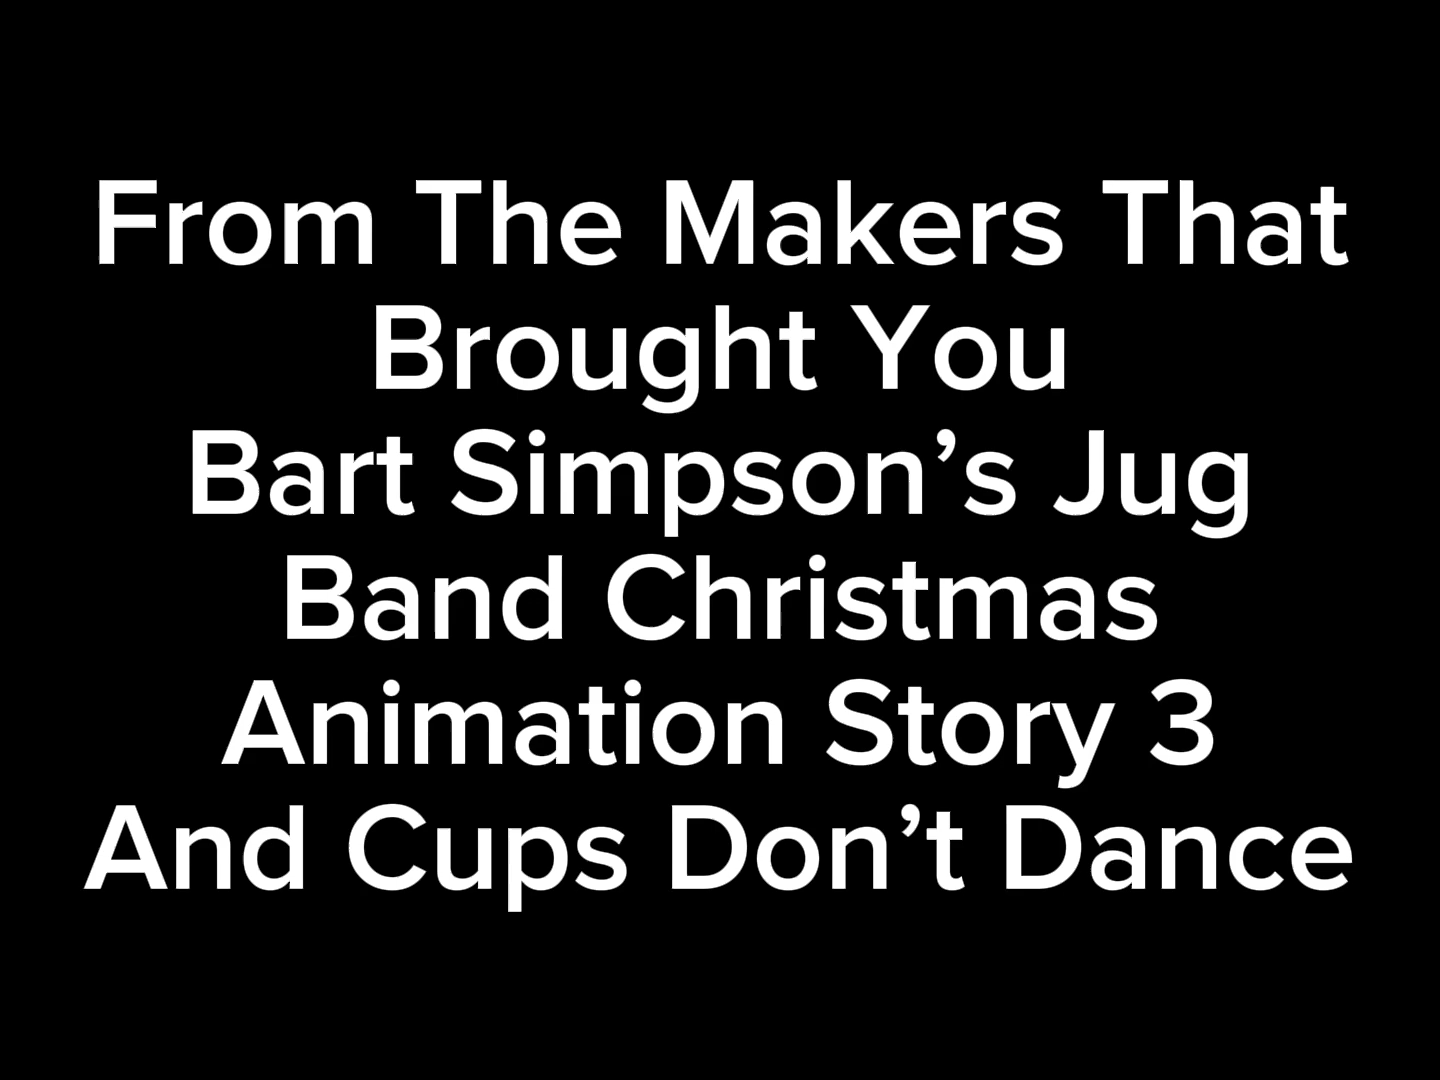 From The Makers That
Brought You
Bart Simpson’s Jug
Band Christmas
Animation Story 3
And Cups Don’t Dance